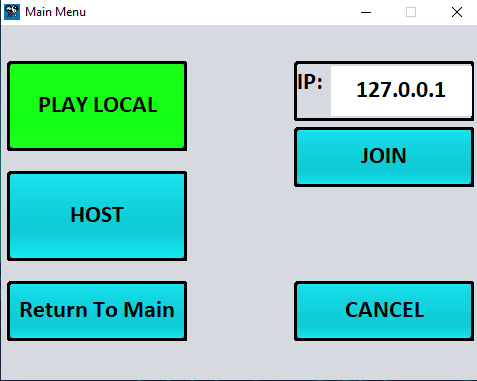 Main Menu
PLAY LOCAL
IP: 127.0.0.1
JOIN
HOST
Return To Main
CANCEL